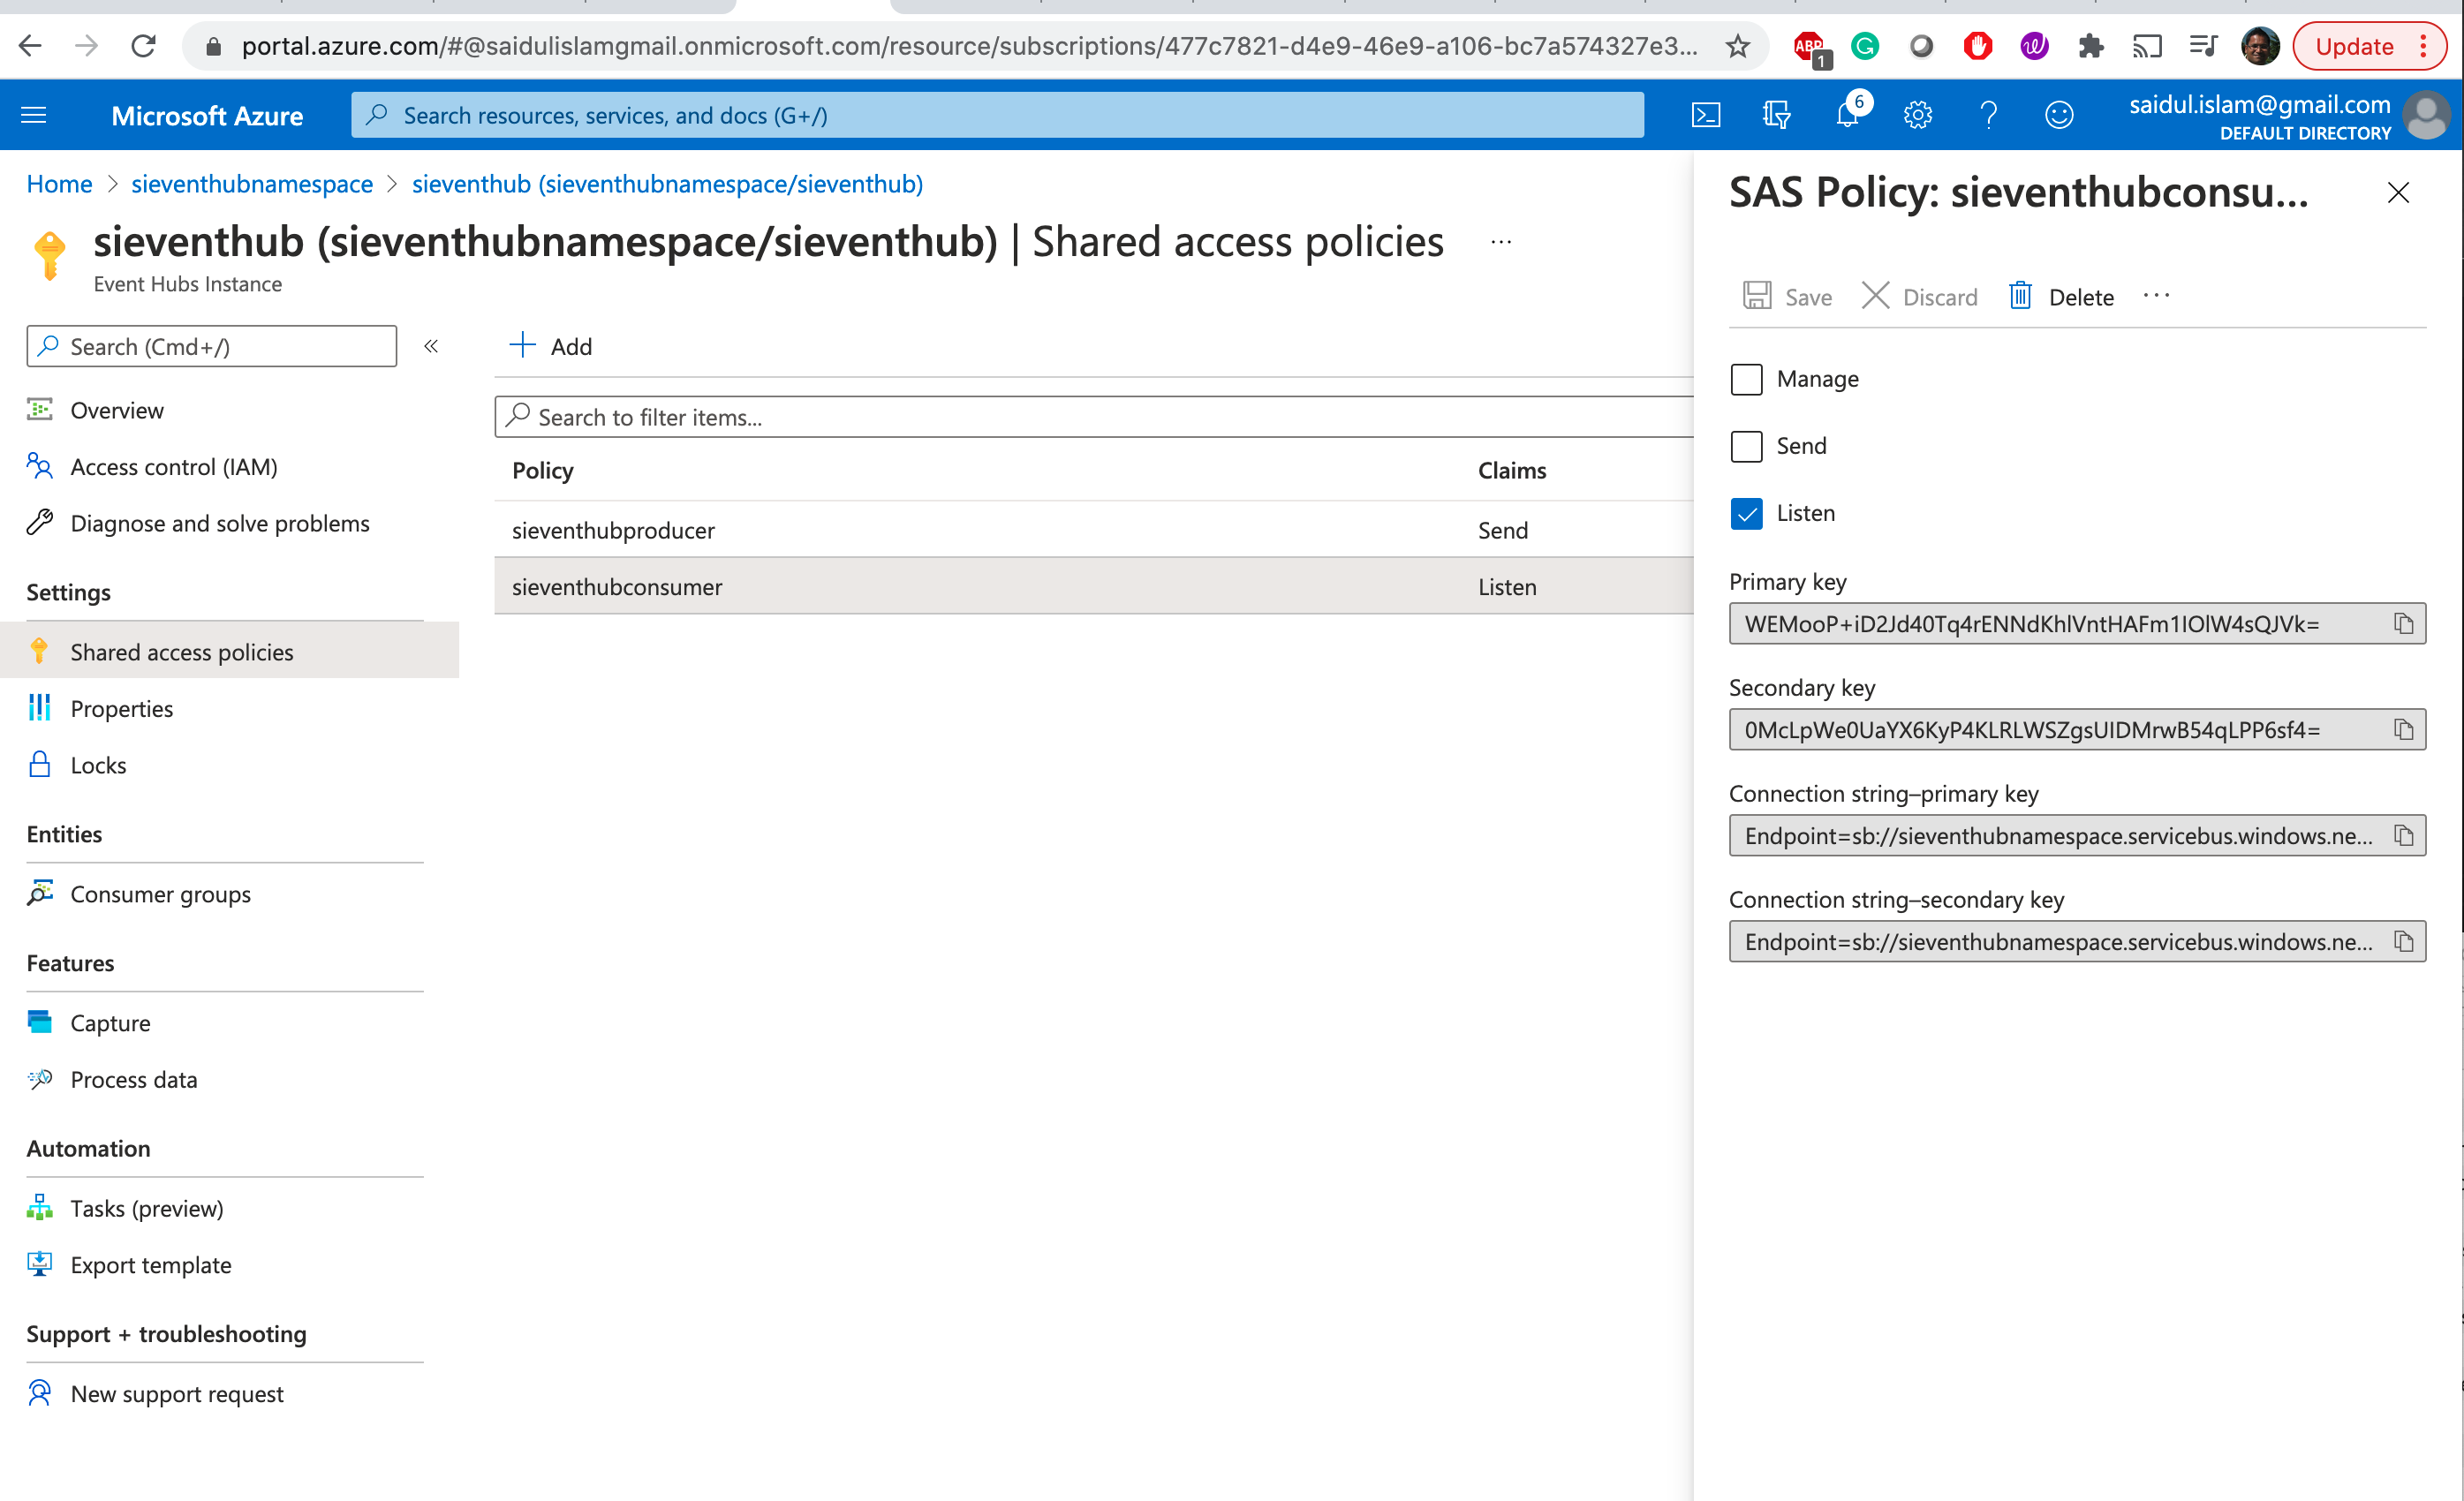 portal.azure.com/#@saidulislamgmail.onmicrosoft.com/resource/subscriptions/477c7821-d4e9-46e9-a106-bc7a574327e3...
ABP
1
Update
Microsoft Azure
Search resources, services, and docs (G+/)
6
saidul.islam@gmail.com
DEFAULT DIRECTORY
Home > sieventhubnamespace > sieventhub (sieventhubnamespace/sieventhub)
sieventhub (sieventhubnamespace/sieventhub) | Shared access policies ...
Event Hubs Instance
Search (Cmd+/)
«
Overview
Access control (IAM)
Diagnose and solve problems
Settings
Shared access policies
Properties
Locks
Entities
Consumer groups
Features
Capture
Process data
Automation
Tasks (preview)
Export template
Support + troubleshooting
New support request
+ Add
Search to filter items...
Policy Claims
sieventhubproducer Send
sieventhubconsumer Listen
SAS Policy: sieventhubconsu...
Save Discard Delete ...
Manage
Send
Listen
Primary key
WEMooP+iD2Jd40Tq4rENNdKhlVntHAFm1IOlW4sQJVk=
Secondary key
0McLpWe0UaYX6KyP4KLRLWSZgsUIDMrwB54qLPP6sf4=
Connection string–primary key
Endpoint=sb://sieventhubnamespace.servicebus.windows.ne...
Connection string–secondary key
Endpoint=sb://sieventhubnamespace.servicebus.windows.ne...